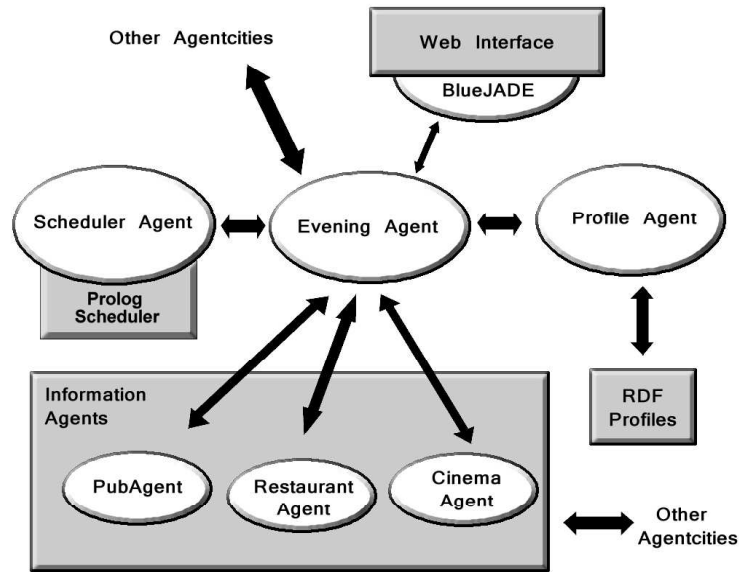 Other Agentcities
Web Interface
BlueJADE
Scheduler Agent
Evening Agent
Profile Agent
Prolog
Scheduler
Information
Agents
RDF
Profiles
PubAgent
Restaurant
Agent
Cinema
Agent
Other
Agentcities